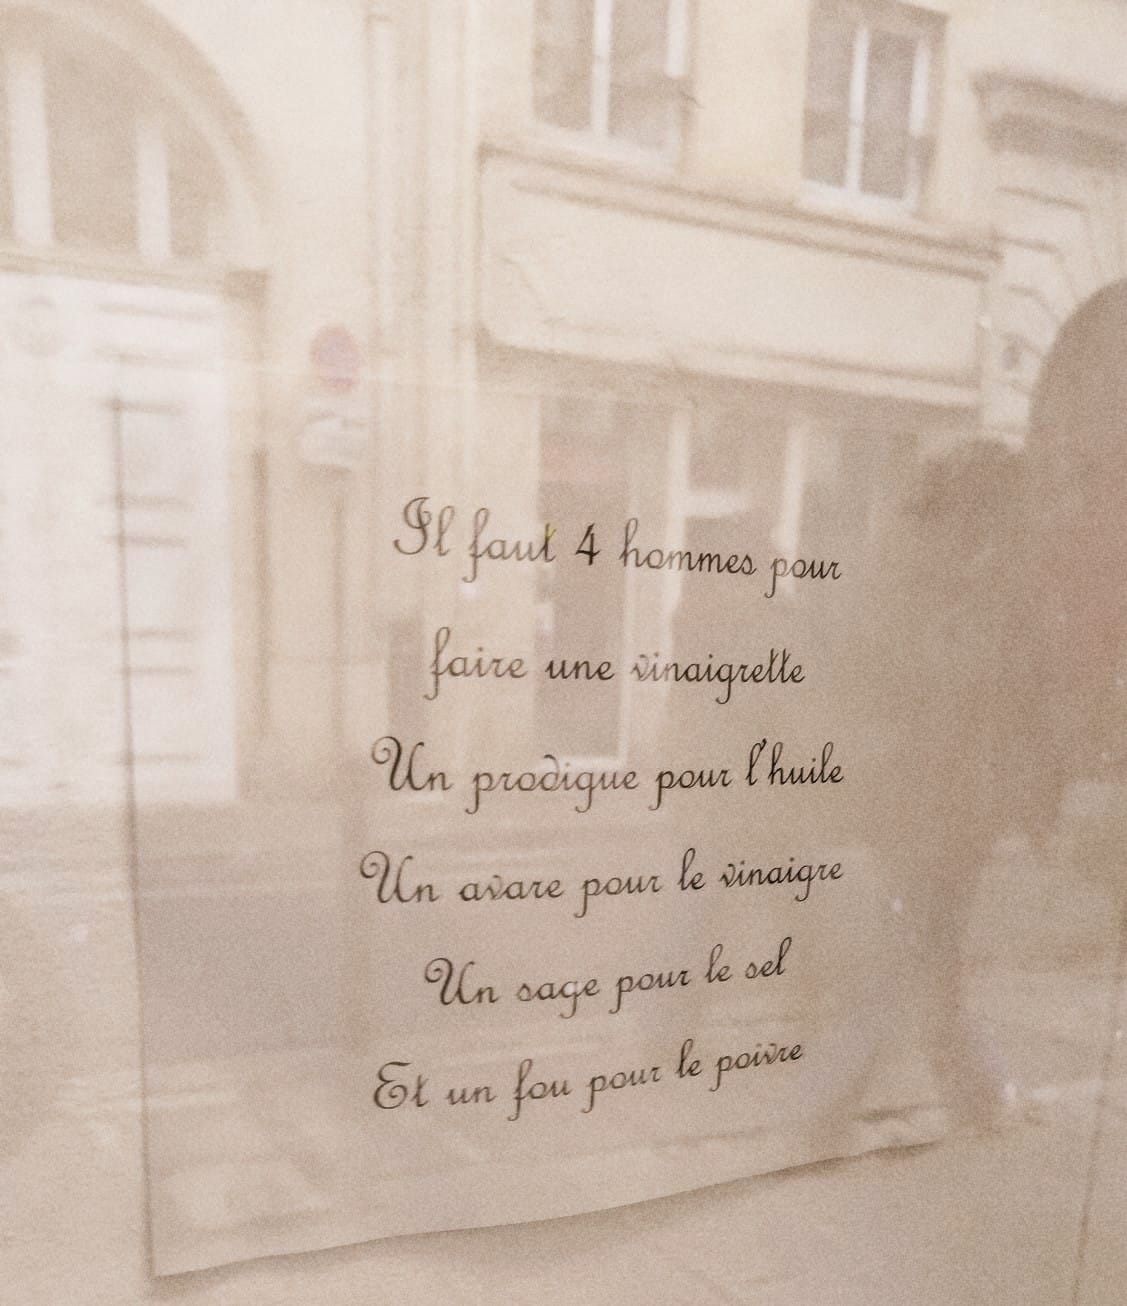 Il faut 4 hommes pour
faire une vinaigrette
Un prodigue pour l'huile
Un avare pour le vinaigre
Un sage pour le sel
Et un fou pour le poivre